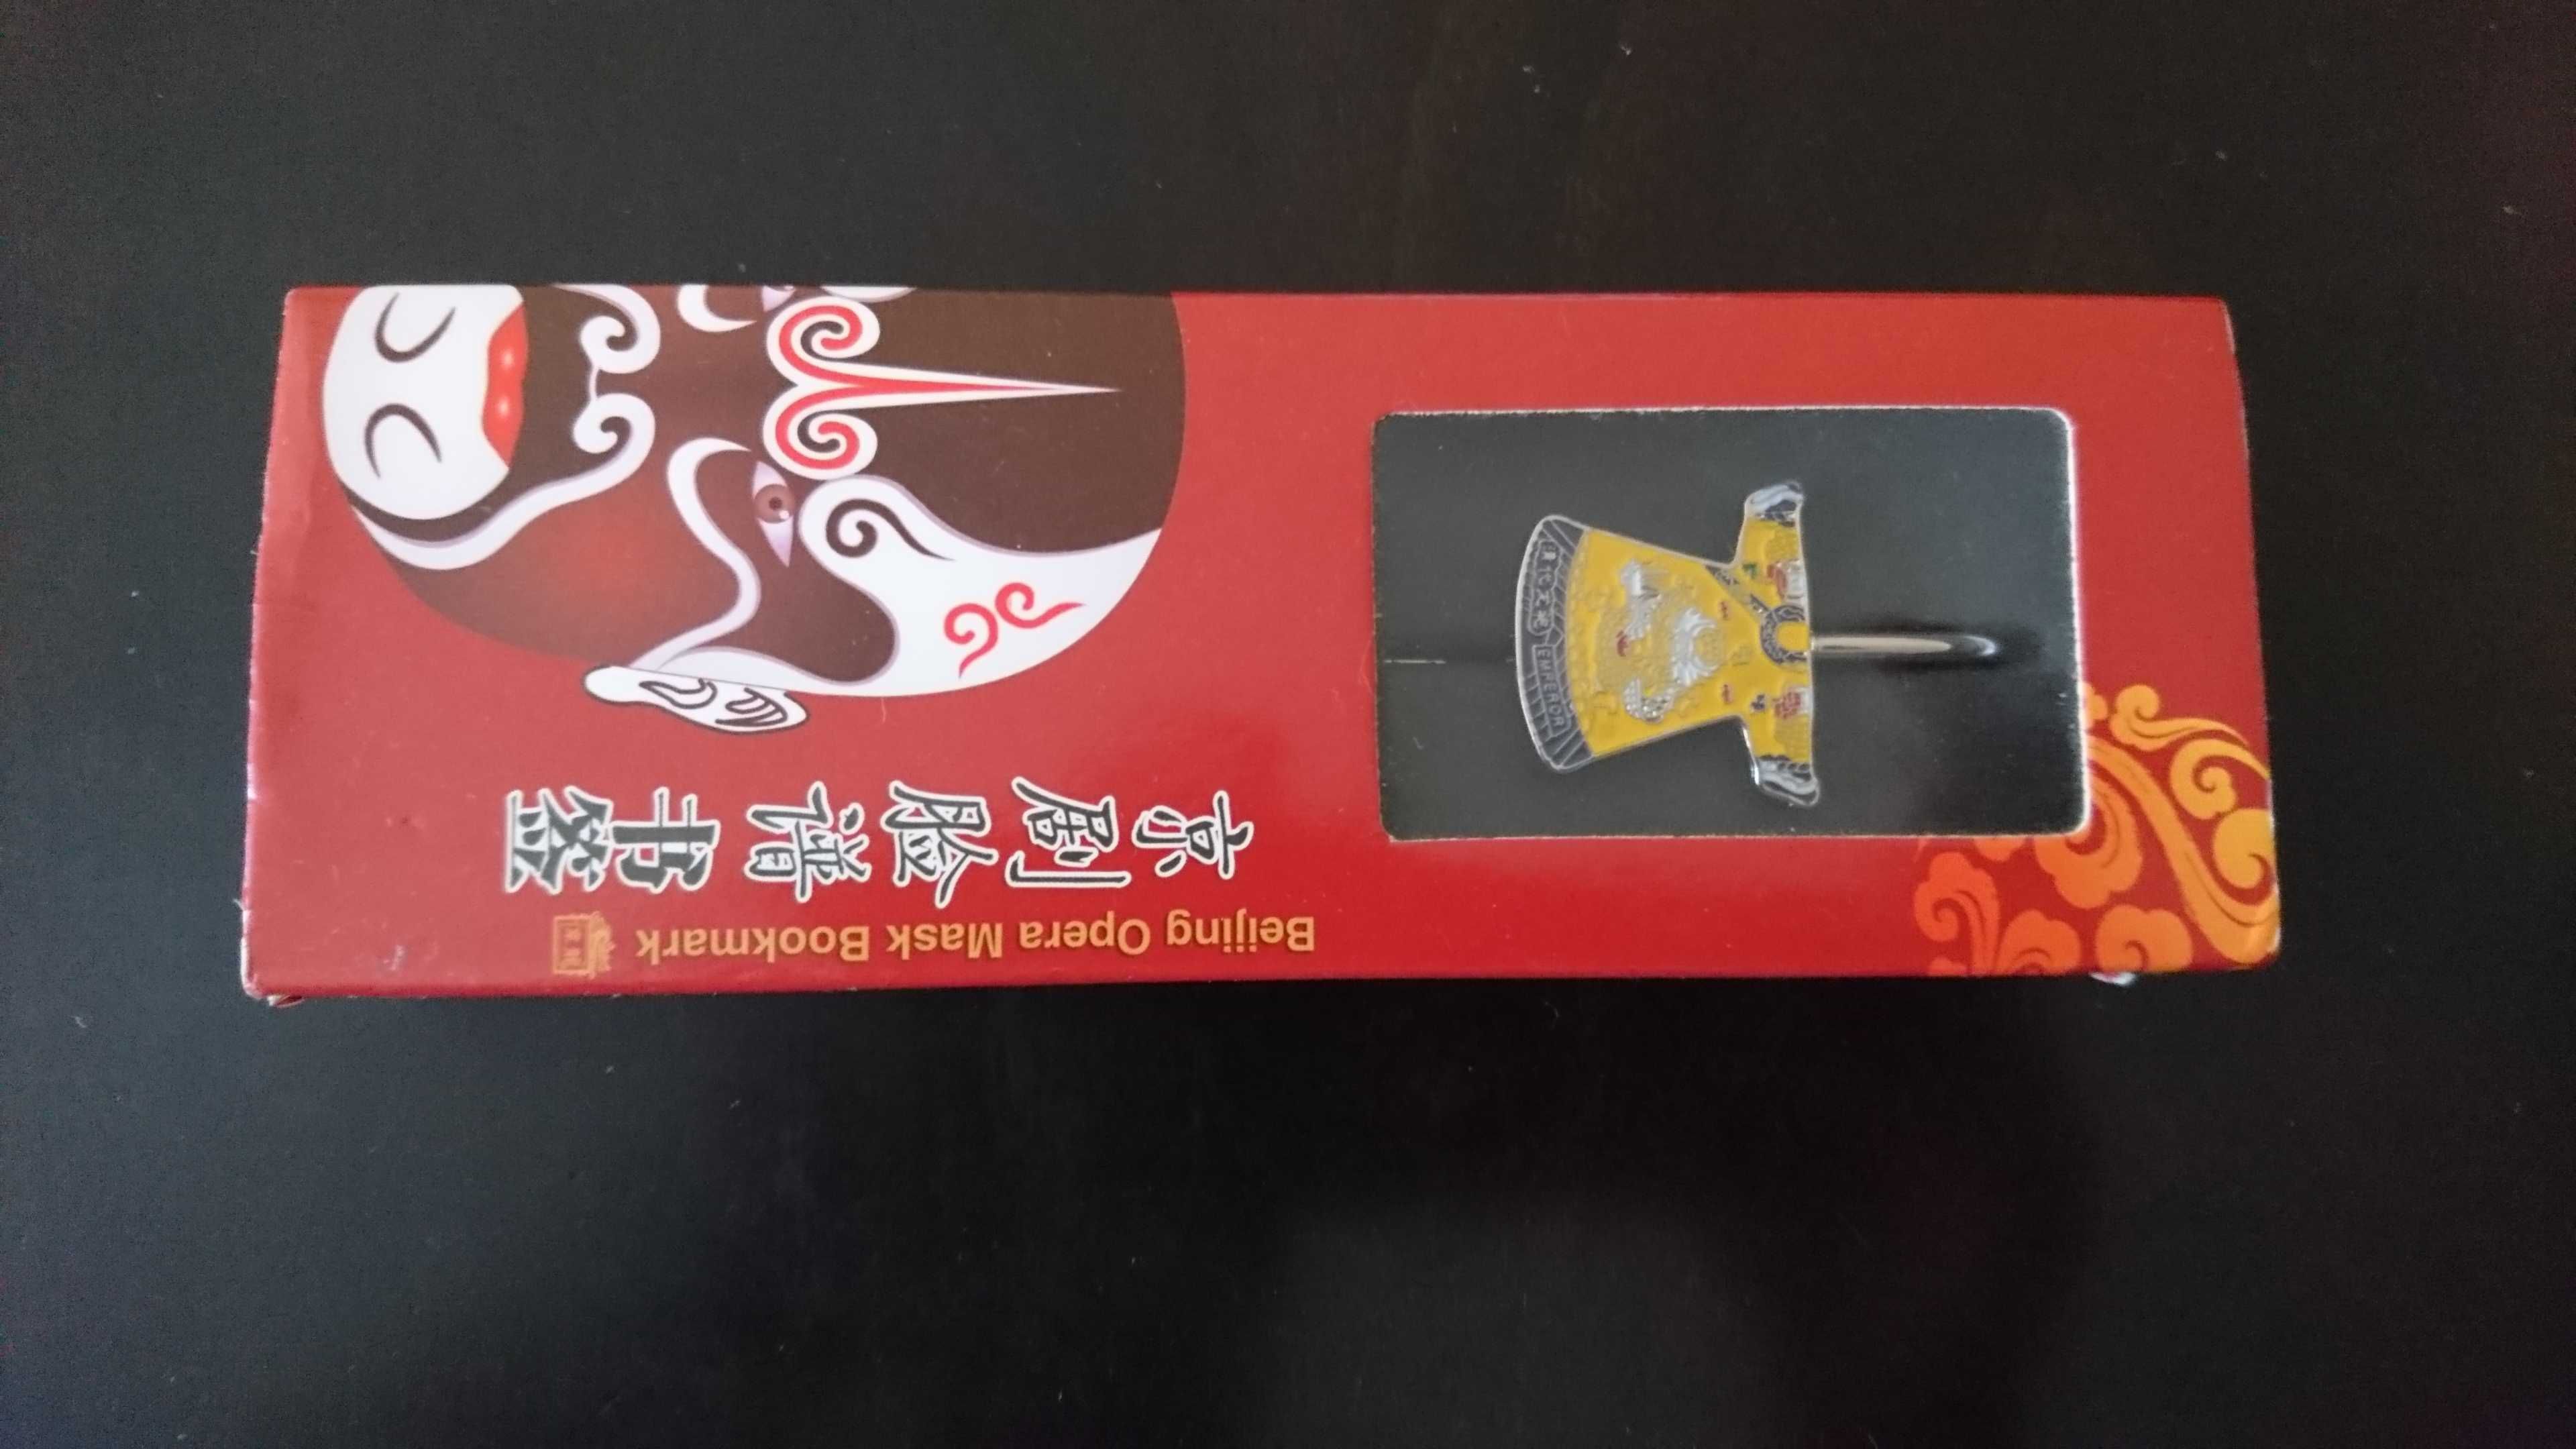 京剧脸谱书签
Beijing Opera Mask Bookmark
EMPEROR